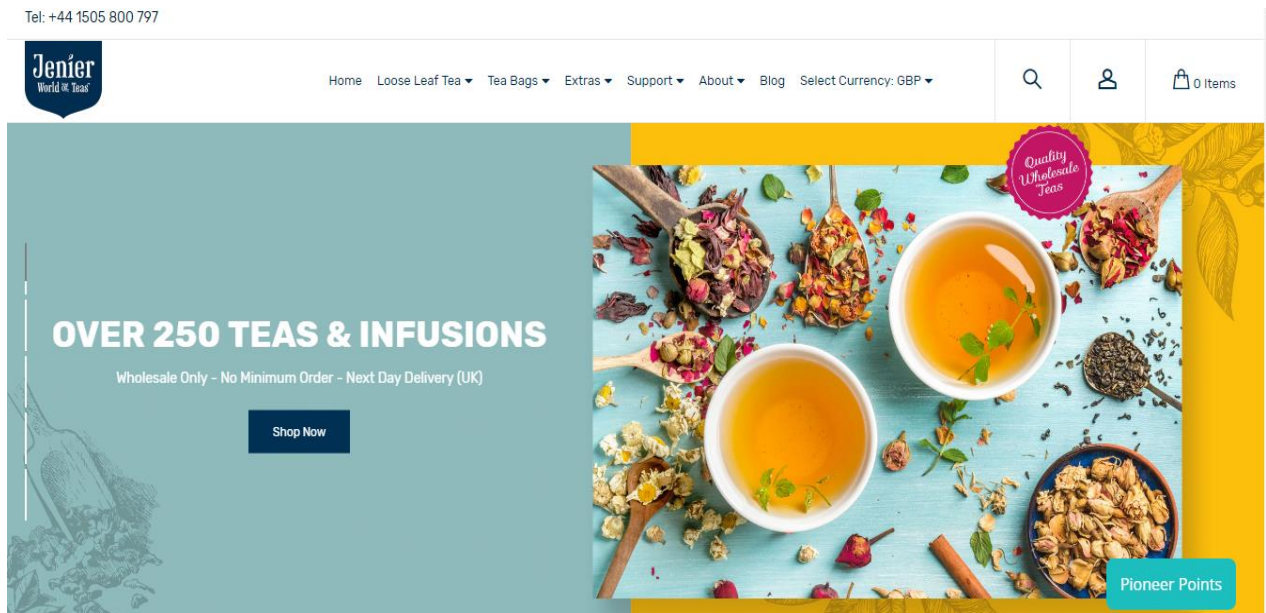 Tel: +44 1505 800 797
Jenier
World of Teas
Home Loose Leaf Tea Tea Bags Extras Support About Blog Select Currency: GBP
0 Items
Quality
Wholesale
Teas
OVER 250 TEAS & INFUSIONS
Wholesale Only - No Minimum Order - Next Day Delivery (UK)
Shop Now
Pioneer Points